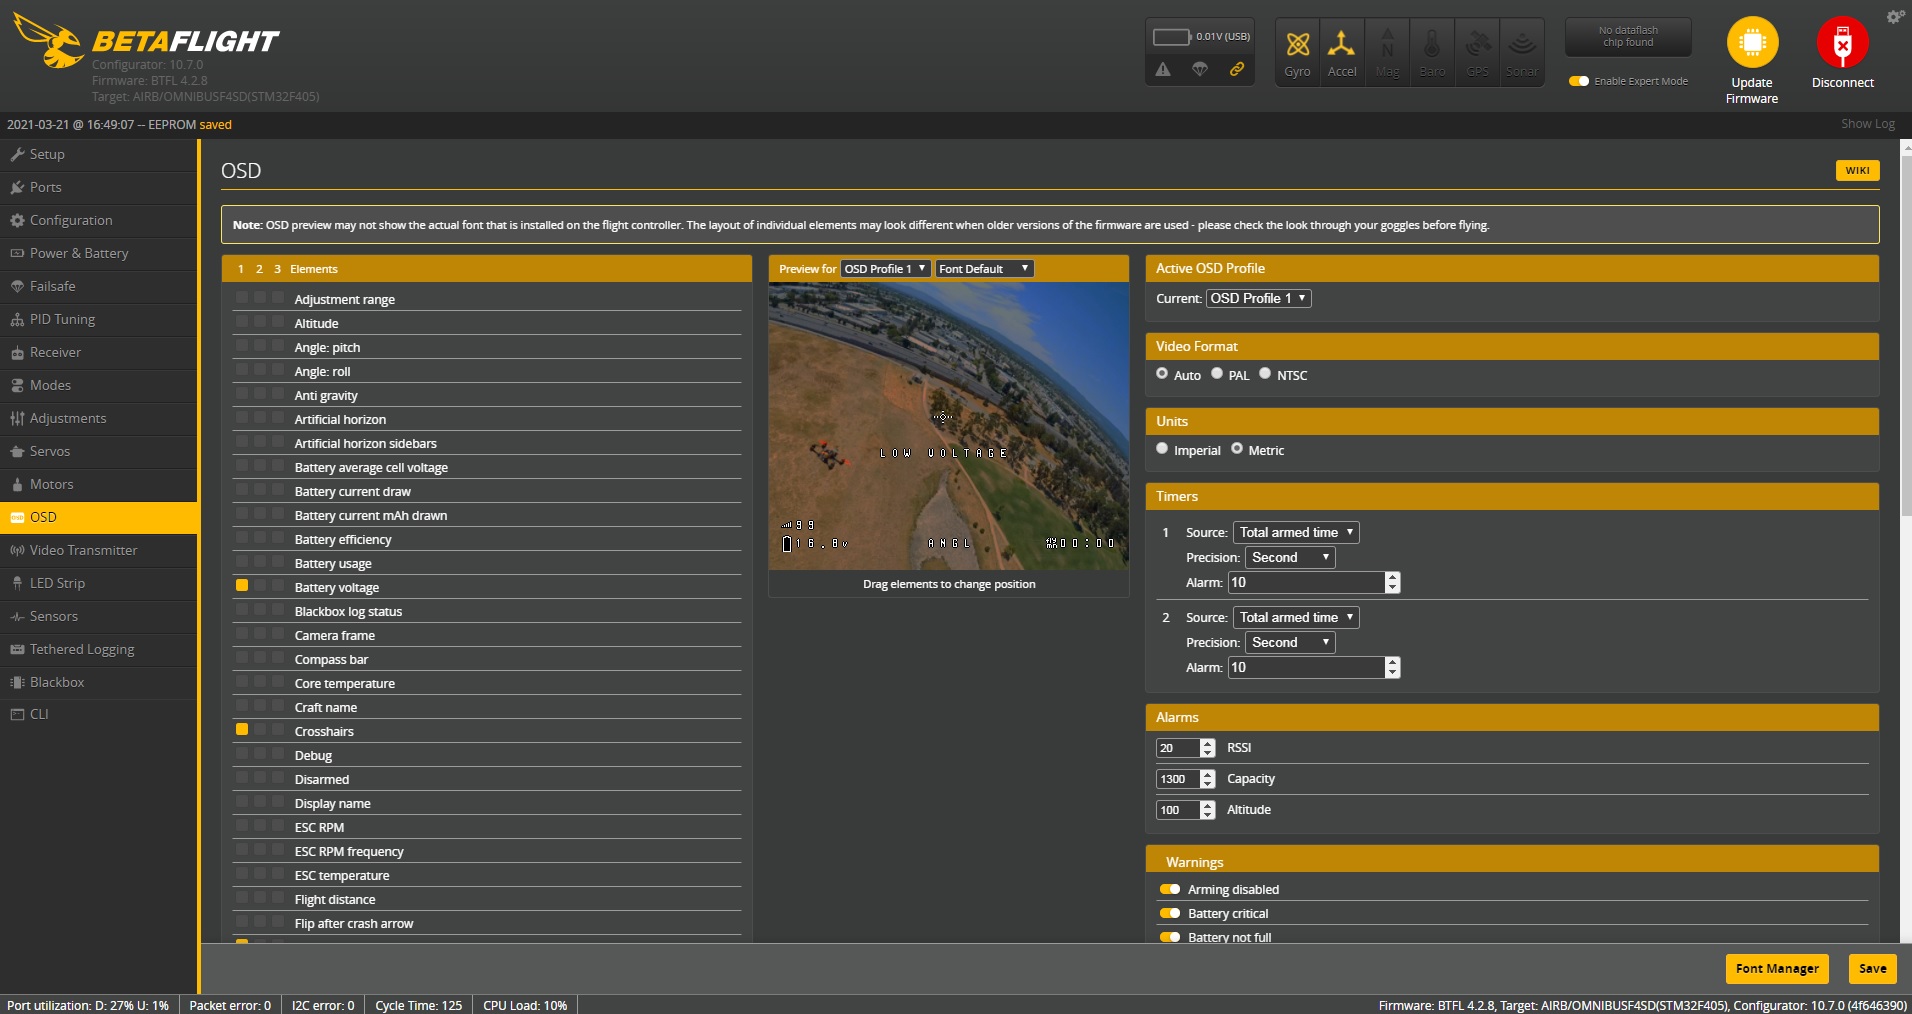 BETAFLIGHT
Configurator: 10.7.0
Firmware: BTFL 4.2.8
Target: AIRB/OMNIBUSF4SD(STM32F405)
0.01V (USB)
Gyro
Accel
Mag
Baro
GPS
Sonar
No dataflash
chip found
Enable Expert Mode
Update
Firmware
Disconnect
2021-03-21 @ 16:49:07 -- EEPROM saved
Show Log
Setup
Ports
Configuration
Power & Battery
Failsafe
PID Tuning
Receiver
Modes
Adjustments
Servos
Motors
OSD
Video Transmitter
LED Strip
Sensors
Tethered Logging
Blackbox
CLI
OSD
WIKI
Note: OSD preview may not show the actual font that is installed on the flight controller. The layout of individual elements may look different when older versions of the firmware are used - please check the look through your goggles before flying.
1 2 3 Elements
Adjustment range
Altitude
Angle: pitch
Angle: roll
Anti gravity
Artificial horizon
Artificial horizon sidebars
Battery average cell voltage
Battery current draw
Battery current mAh drawn
Battery efficiency
Battery usage
Battery voltage
Blackbox log status
Camera frame
Compass bar
Core temperature
Craft name
Crosshairs
Debug
Disarmed
Display name
ESC RPM
ESC RPM frequency
ESC temperature
Flight distance
Flip after crash arrow
Preview for OSD Profile 1 Font Default
LOW VOLTAGE
99
16.8V ANGL FLY MN 00:00
Drag elements to change position
Active OSD Profile
Current: OSD Profile 1
Video Format
Auto PAL NTSC
Units
Imperial Metric
Timers
1 Source: Total armed time
Precision: Second
Alarm: 10
2 Source: Total armed time
Precision: Second
Alarm: 10
Alarms
20 RSSI
1300 Capacity
100 Altitude
Warnings
Arming disabled
Battery critical
Battery not full
Font Manager
Save
Port utilization: D: 27% U: 1% Packet error: 0 I2C error: 0 Cycle Time: 125 CPU Load: 10% Firmware: BTFL 4.2.8, Target: AIRB/OMNIBUSF4SD(STM32F405), Configurator: 10.7.0 (4f646390)